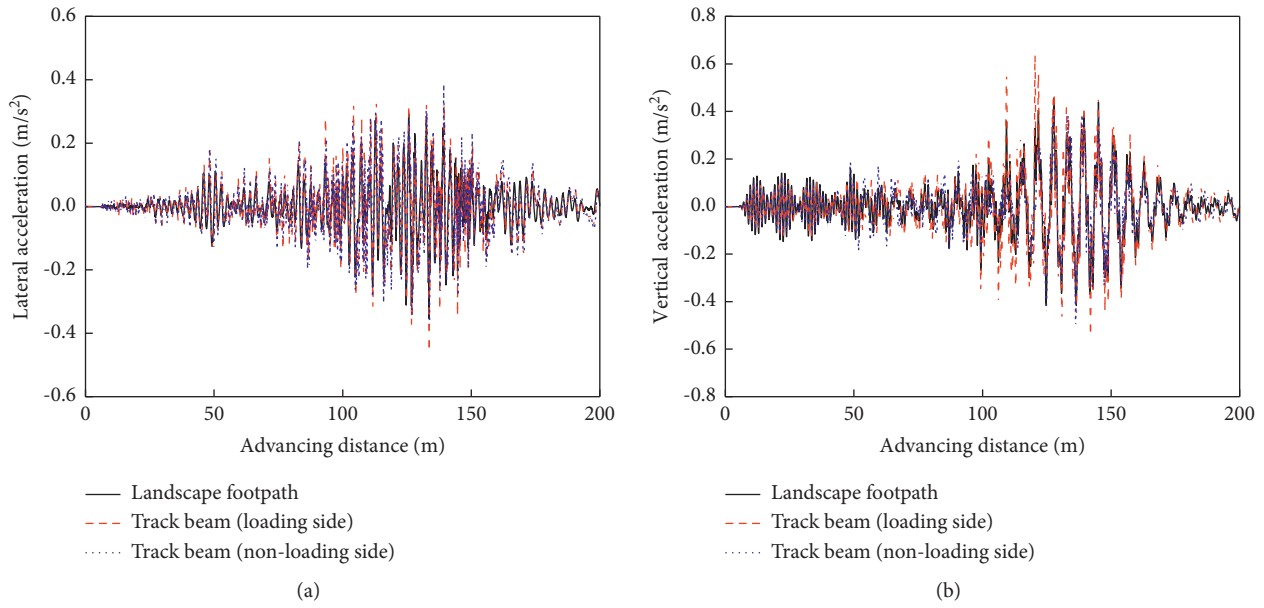 0.6
0.4
0.2
0.0
-0.2
-0.4
-0.6
Lateral acceleration (m/s²)
0 50 100 150 200
Advancing distance (m)
Landscape footpath
Track beam (loading side)
Track beam (non-loading side)
(a)
0.8
0.6
0.4
0.2
0.0
-0.2
-0.4
-0.6
-0.8
Vertical acceleration (m/s²)
0 50 100 150 200
Advancing distance (m)
Landscape footpath
Track beam (loading side)
Track beam (non-loading side)
(b)